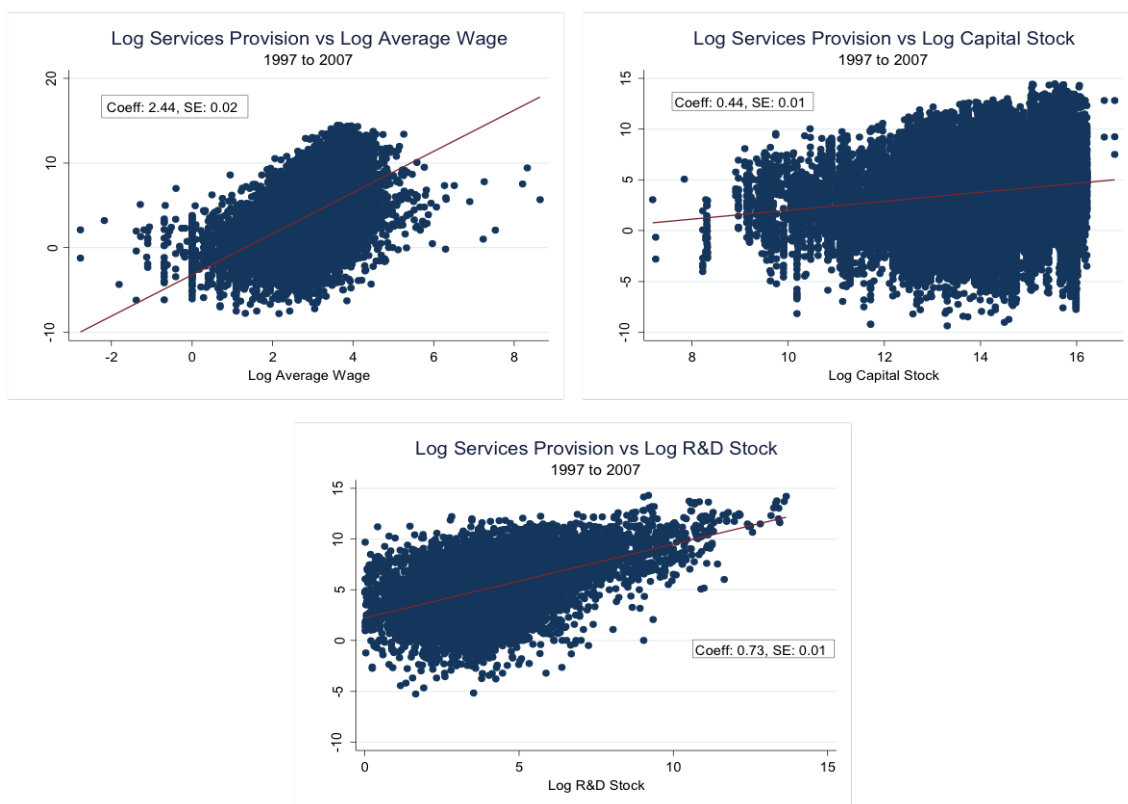 Log Services Provision vs Log Average Wage
1997 to 2007
20
10
0
-10
Coeff: 2.44, SE: 0.02
-2
0
2
4
6
8
Log Average Wage
Log Services Provision vs Log Capital Stock
1997 to 2007
15
10
5
0
-5
-10
Coeff: 0.44, SE: 0.01
8
10
12
14
16
Log Capital Stock
Log Services Provision vs Log R&D Stock
1997 to 2007
15
10
5
0
-5
-10
Coeff: 0.73, SE: 0.01
0
5
10
15
Log R&D Stock